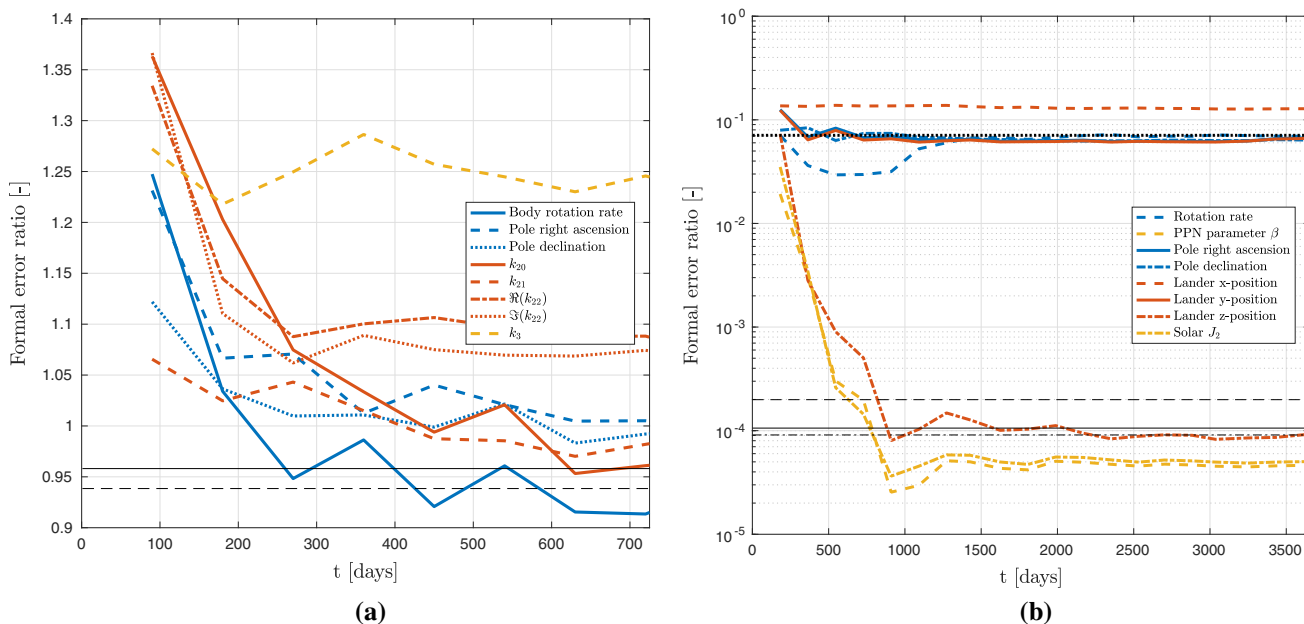 1.4
1.35
1.3
1.25
1.2
1.15
1.1
1.05
1
0.95
0.9
0
100
200
300
400
500
600
700
Formal error ratio [-]
t [days]
Body rotation rate
Pole right ascension
Pole declination
k₂₀
k₂₁
ℜ(k₂₂)
ℑ(k₂₂)
k₃
(a)
10⁰
10⁻¹
10⁻²
10⁻³
10⁻⁴
10⁻⁵
0
500
1000
1500
2000
2500
3000
3500
Formal error ratio [-]
t [days]
Rotation rate
PPN parameter β
Pole right ascension
Pole declination
Lander x-position
Lander y-position
Lander z-position
Solar J₂
(b)